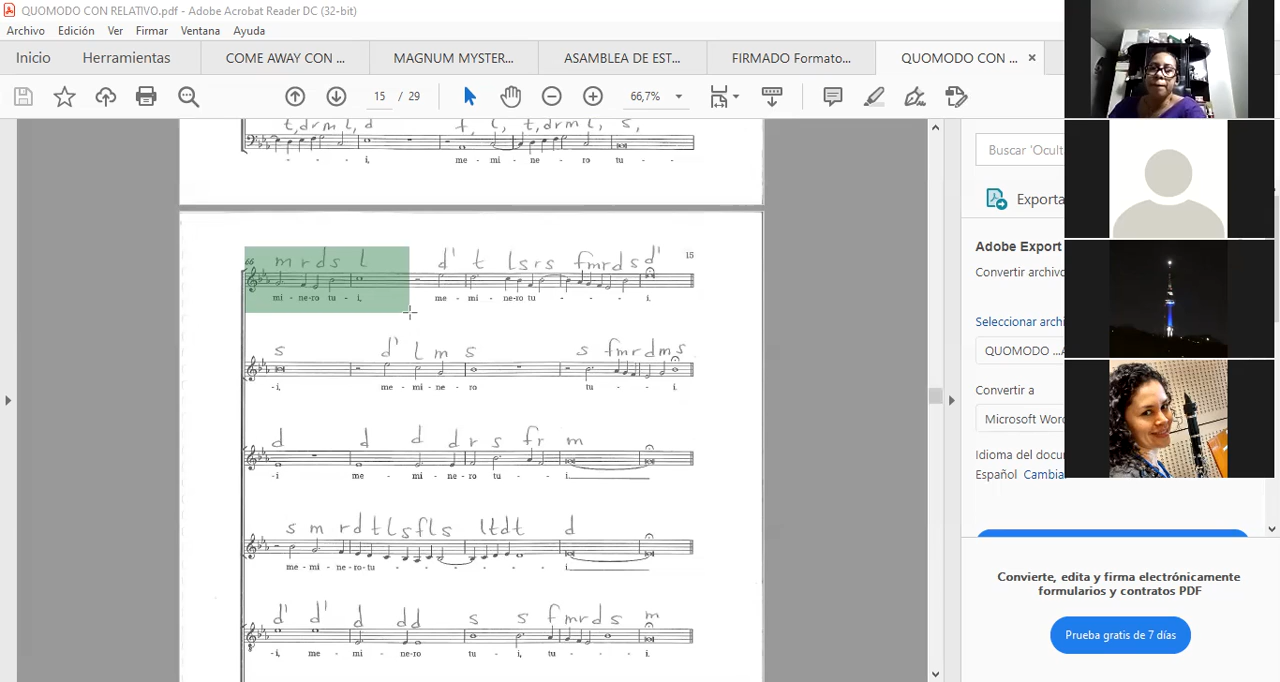 QUOMODO CON RELATIVO.pdf - Adobe Acrobat Reader DC (32-bit)
Archivo Edición Ver Firmar Ventana Ayuda
Inicio Herramientas COME AWAY CON ... MAGNUM MYSTER... ASAMBLEA DE EST... FIRMADO Formato... QUOMODO CON ... ×
15 / 29 66,7%
t, d r m l, d t, l, t, d r m l, s,
- - - i, me - mi - ne - ro tu -
15
66
m r d s l d' t l s r s f m r d s d'
mi - ne-ro tu - i, me - mi - ne-ro tu - - i.
s d' l m s s f m r d m s
-i, me - mi - ne - ro tu - - i.
d d d d r s f r m
-i me - mi - ne-ro tu - - i.
s m r d t l s f l s l t d t d
me - mi - ne-ro-tu - - - - - - i.
d' d' d d d s s f m r d s m
-i, me - mi - ne-ro tu - i, tu - - - i.
Buscar 'Ocult
Exporta
Adobe Export
Convertir archivo
Seleccionar archi
QUOMODO ...A
Convertir a
Microsoft Word
Idioma del docum
Español Cambia
Convierte, edita y firma electrónicamente
formularios y contratos PDF
Prueba gratis de 7 días